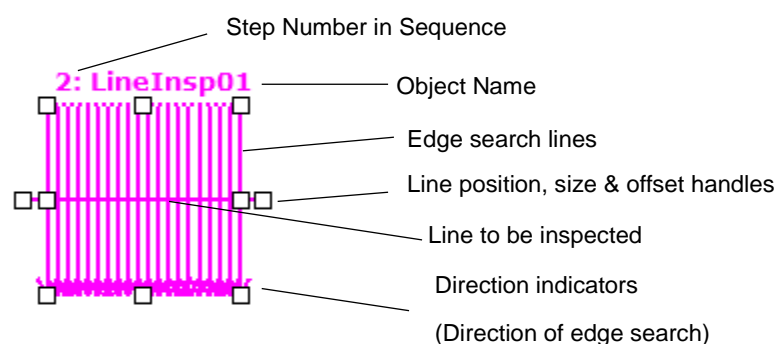 Step Number in Sequence
2: LineInsp01
Object Name
Edge search lines
Line position, size & offset handles
Line to be inspected
Direction indicators
(Direction of edge search)